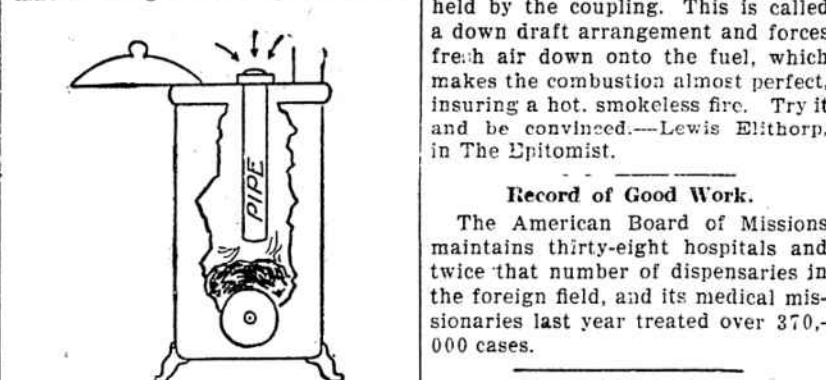 PIPE
held by the coupling. This is called
a down draft arrangement and forces
fresh air down onto the fuel, which
makes the combustion almost perfect,
insuring a hot. smokeless fire. Try it
and be convinced.—Lewis Elithorp,
in The Epitomist.
Record of Good Work.
The American Board of Missions
maintains thirty-eight hospitals and
twice that number of dispensaries in
the foreign field, and its medical mis-
sionaries last year treated over 370,-
000 cases.